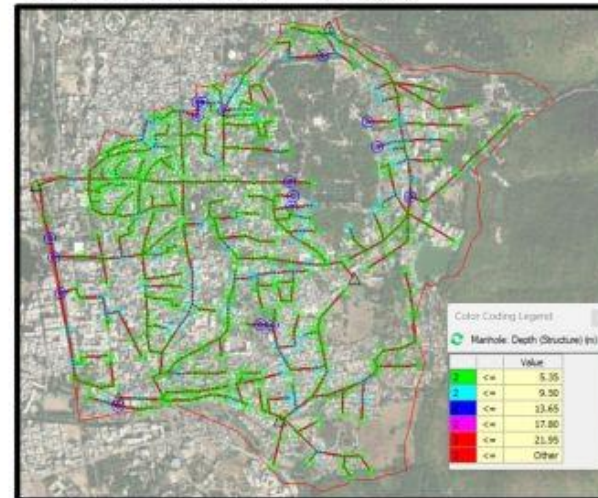 Color Coding Legend
Manhole: Depth (Structure) (m)
Value
<= 5.35
<= 9.50
<= 13.65
<= 17.80
<= 21.95
<= Other